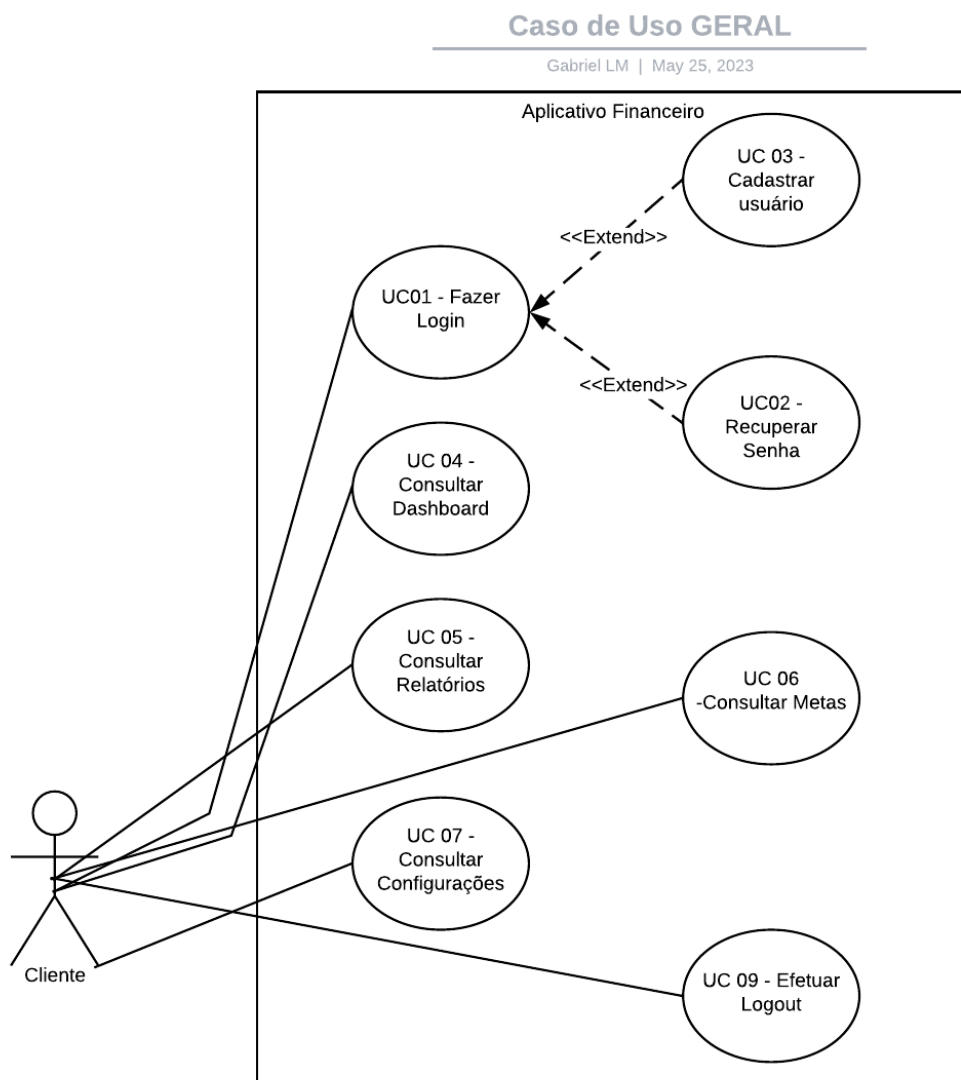 Caso de Uso GERAL
Gabriel LM | May 25, 2023
Aplicativo Financeiro
UC 03 -
Cadastrar
usuário
<<Extend>>
UC01 - Fazer
Login
<<Extend>>
UC02 -
Recuperar
Senha
UC 04 -
Consultar
Dashboard
UC 05 -
Consultar
Relatórios
UC 06
-Consultar Metas
UC 07 -
Consultar
Configurações
Cliente
UC 09 - Efetuar
Logout